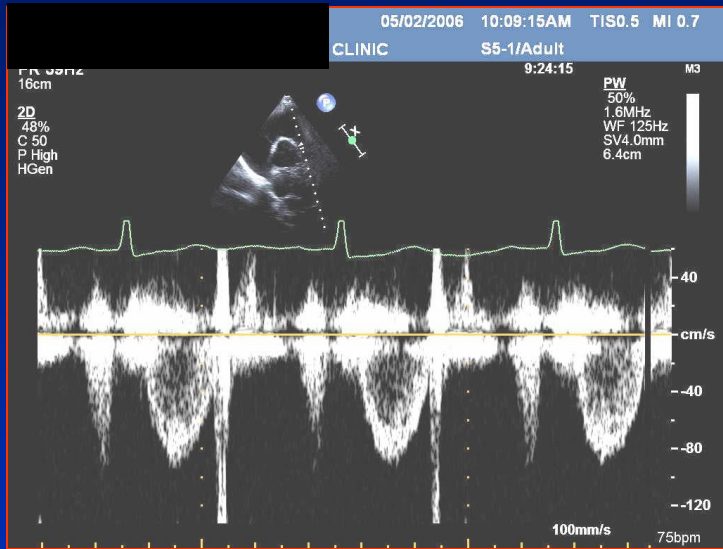 05/02/2006 10:09:15AM TIS0.5 MI 0.7
CLINIC S5-1/Adult
9:24:15 M3
16cm
2D
48%
C 50
P High
HGen
P
PW
50%
1.6MHz
WF 125Hz
SV4.0mm
6.4cm
X
40
cm/s
-40
-80
-120
100mm/s
75bpm